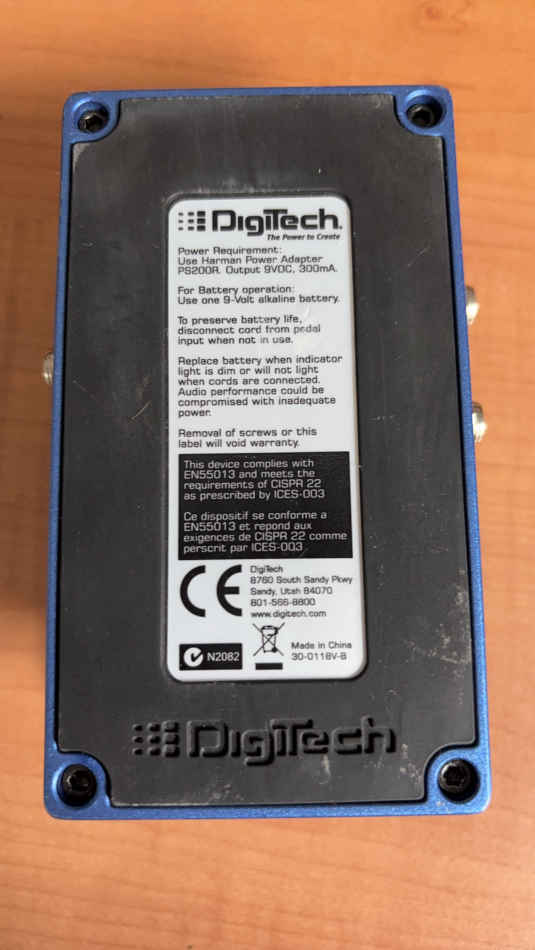 DigiTech®
The Power to Create
Power Requirement:
Use Harman Power Adapter
PS200R. Output 9VDC, 300mA.
For Battery operation:
Use one 9-Volt alkaline battery.
To preserve battery life,
disconnect cord from pedal
input when not in use.
Replace battery when indicator
light is dim or will not light
when cords are connected.
Audio performance could be
compromised with inadequate
power.
Removal of screws or this
label will void warranty.
This device complies with
EN55013 and meets the
requirements of CISPR 22
as prescribed by ICES-003
Ce dispositif se conforme a
EN55013 et repond aux
exigences de CISPR 22 comme
perscrit par ICES-003
CE
DigiTech
8760 South Sandy Pkwy
Sandy, Utah 84070
801-566-8800
www.digitech.com
N2082
Made in China
30-0118V-B
DigiTech